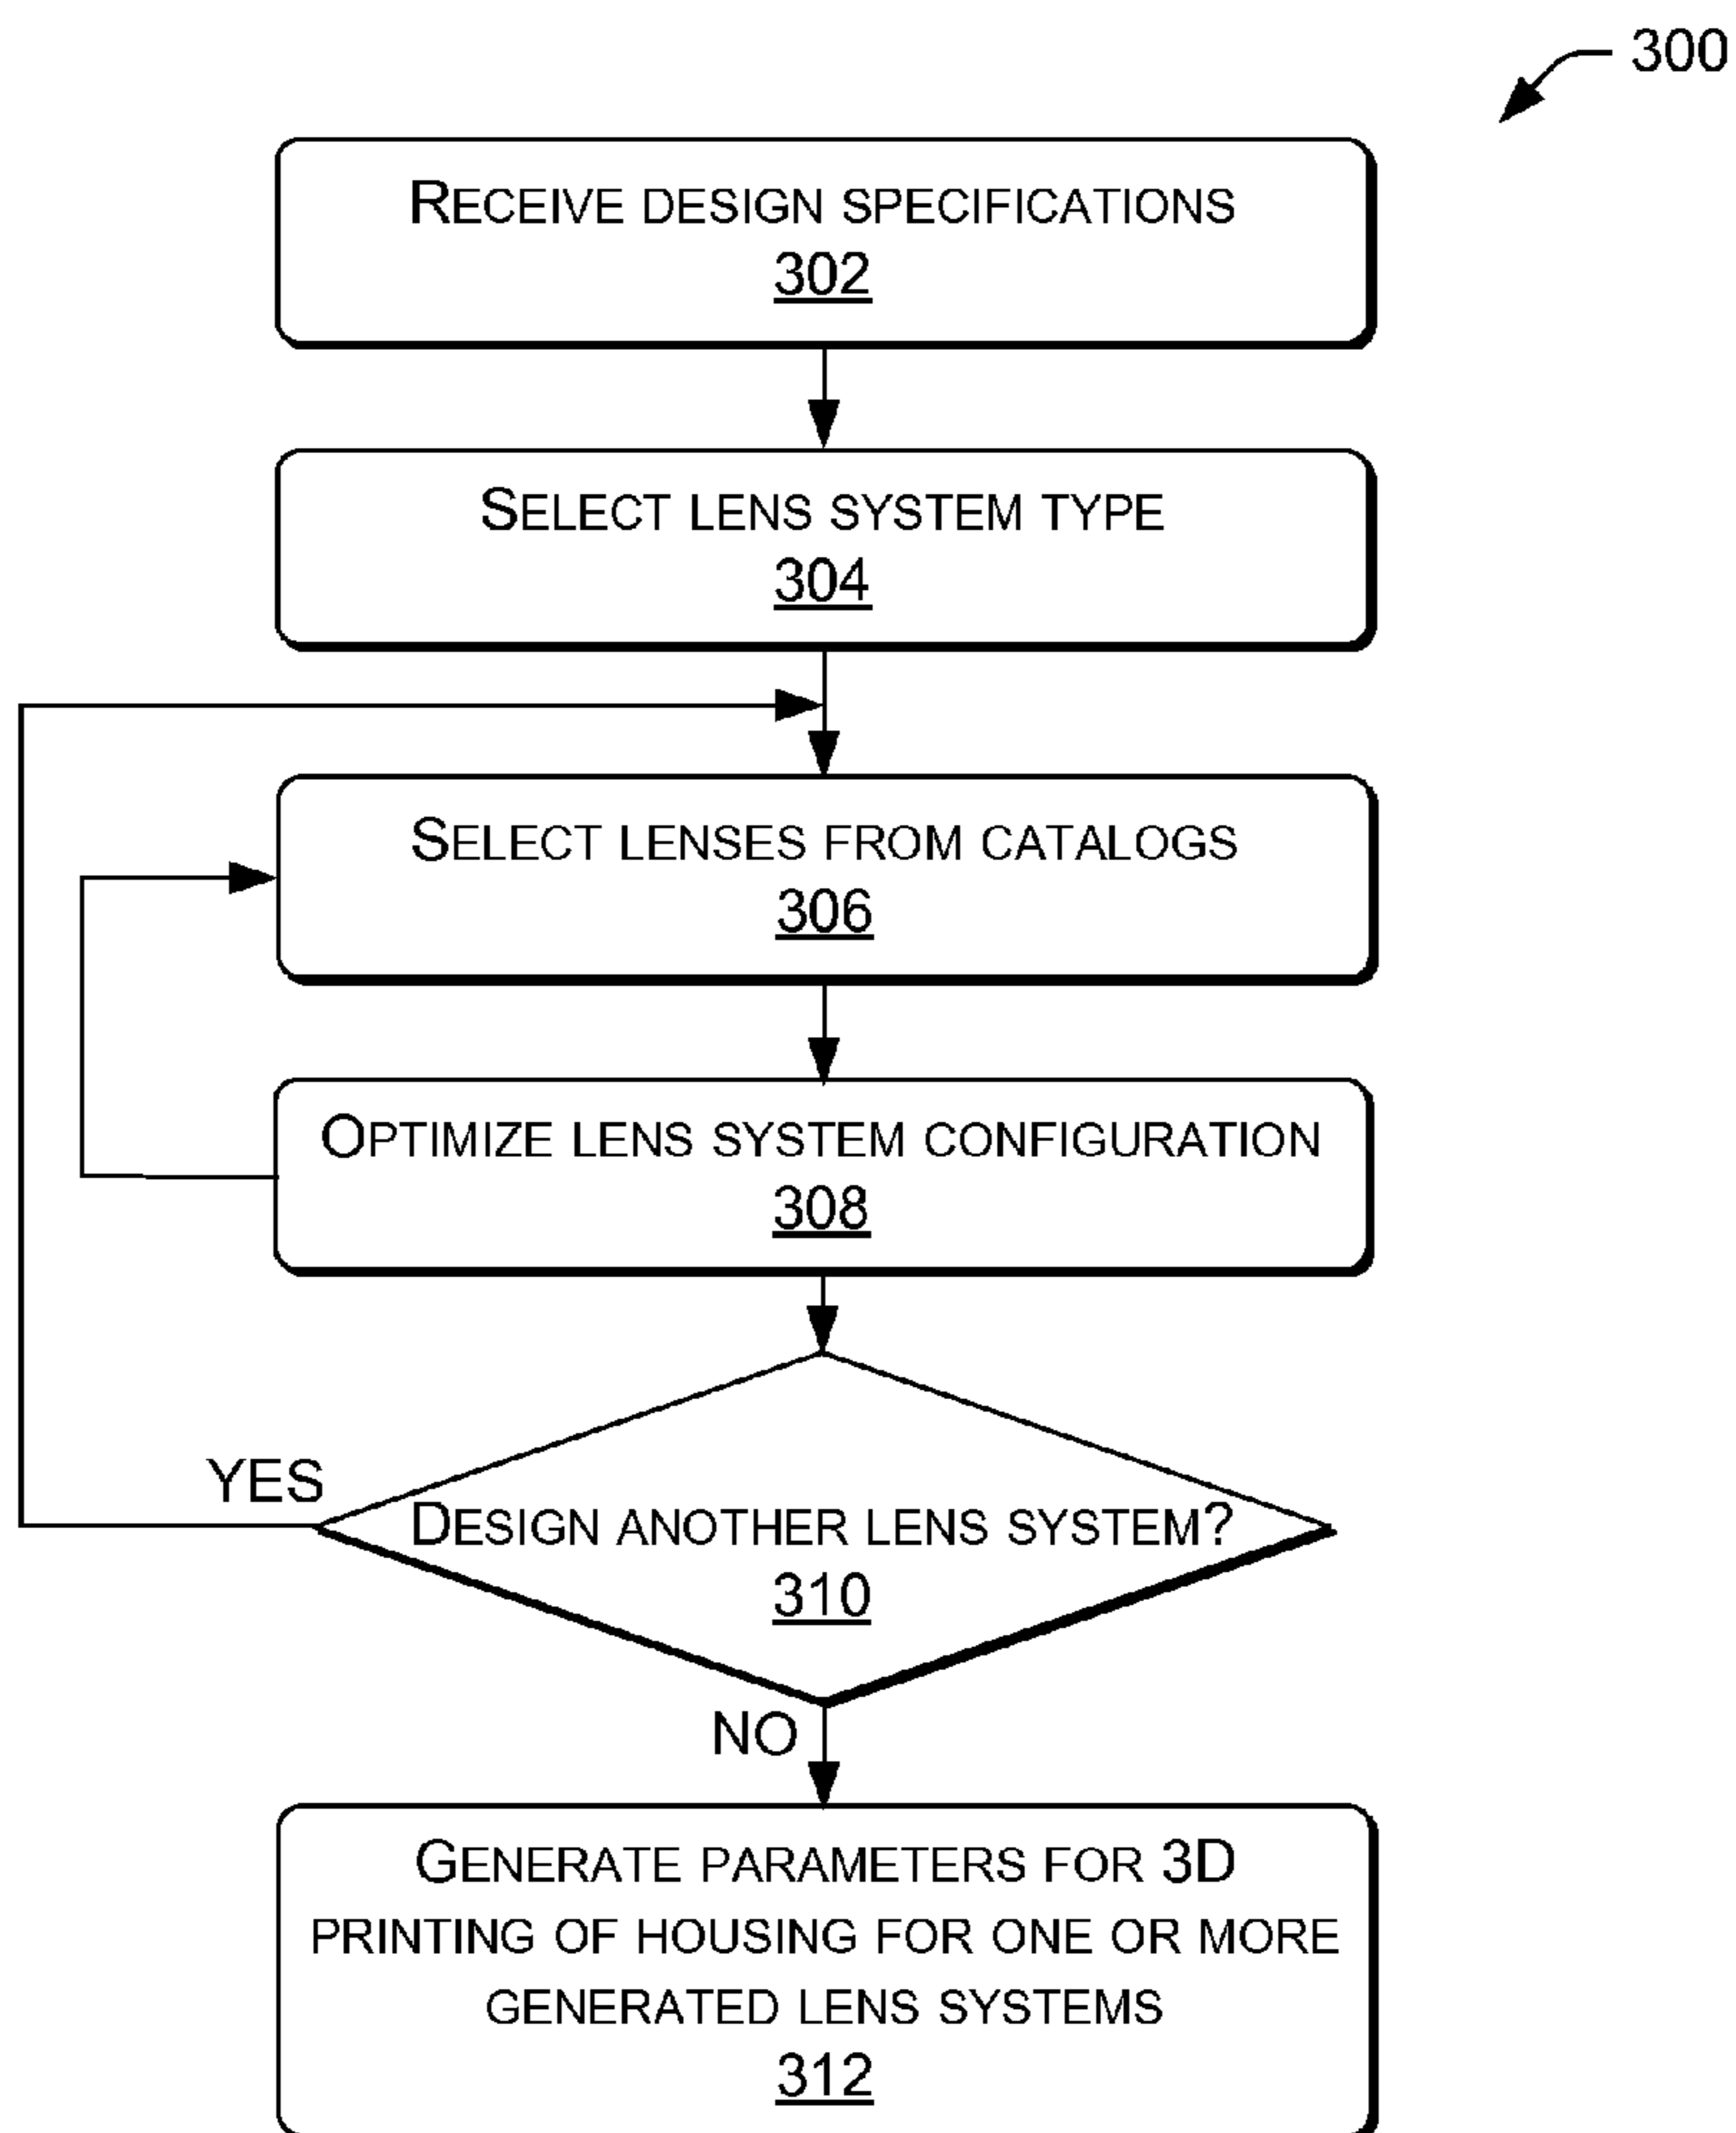 300
RECEIVE DESIGN SPECIFICATIONS
302
SELECT LENS SYSTEM TYPE
304
SELECT LENSES FROM CATALOGS
306
OPTIMIZE LENS SYSTEM CONFIGURATION
308
YES
DESIGN ANOTHER LENS SYSTEM?
310
NO
GENERATE PARAMETERS FOR 3D
PRINTING OF HOUSING FOR ONE OR MORE
GENERATED LENS SYSTEMS
312